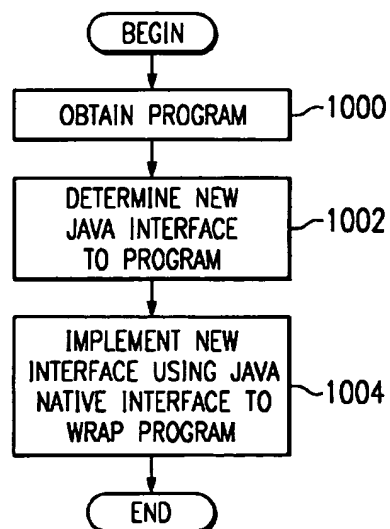 BEGIN
OBTAIN PROGRAM
1000
DETERMINE NEW
JAVA INTERFACE
TO PROGRAM
1002
IMPLEMENT NEW
INTERFACE USING JAVA
NATIVE INTERFACE TO
WRAP PROGRAM
1004
END